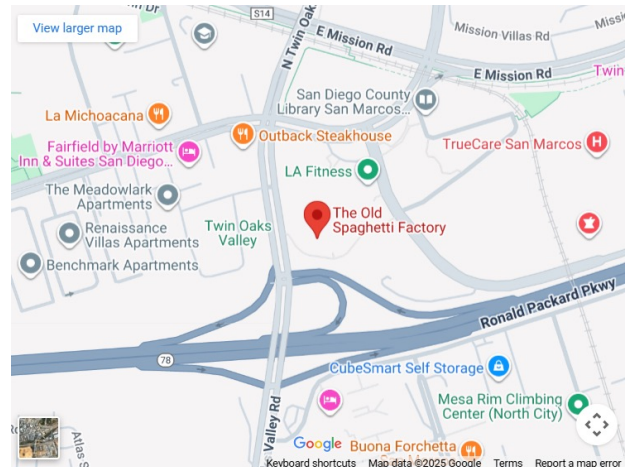 View larger map
S14
n Dr
N Twin Oaks
E Mission Rd
Mission Villas Rd
Missi
E Mission Rd
Twin
San Diego County
Library San Marcos...
La Michoacana
Outback Steakhouse
Fairfield by Marriott
Inn & Suites San Diego...
TrueCare San Marcos
H
LA Fitness
The Meadowlark
Apartments
The Old
Spaghetti Factory
Twin Oaks
Valley
Renaissance
Villas Apartments
Benchmark Apartments
Ronald Packard Pkwy
78
CubeSmart Self Storage
Mesa Rim Climbing
Center (North City)
Valley Rd
Atlas S
Google
Buona Forchetta
Keyboard shortcuts
Map data ©2025 Google
Terms
Report a map error